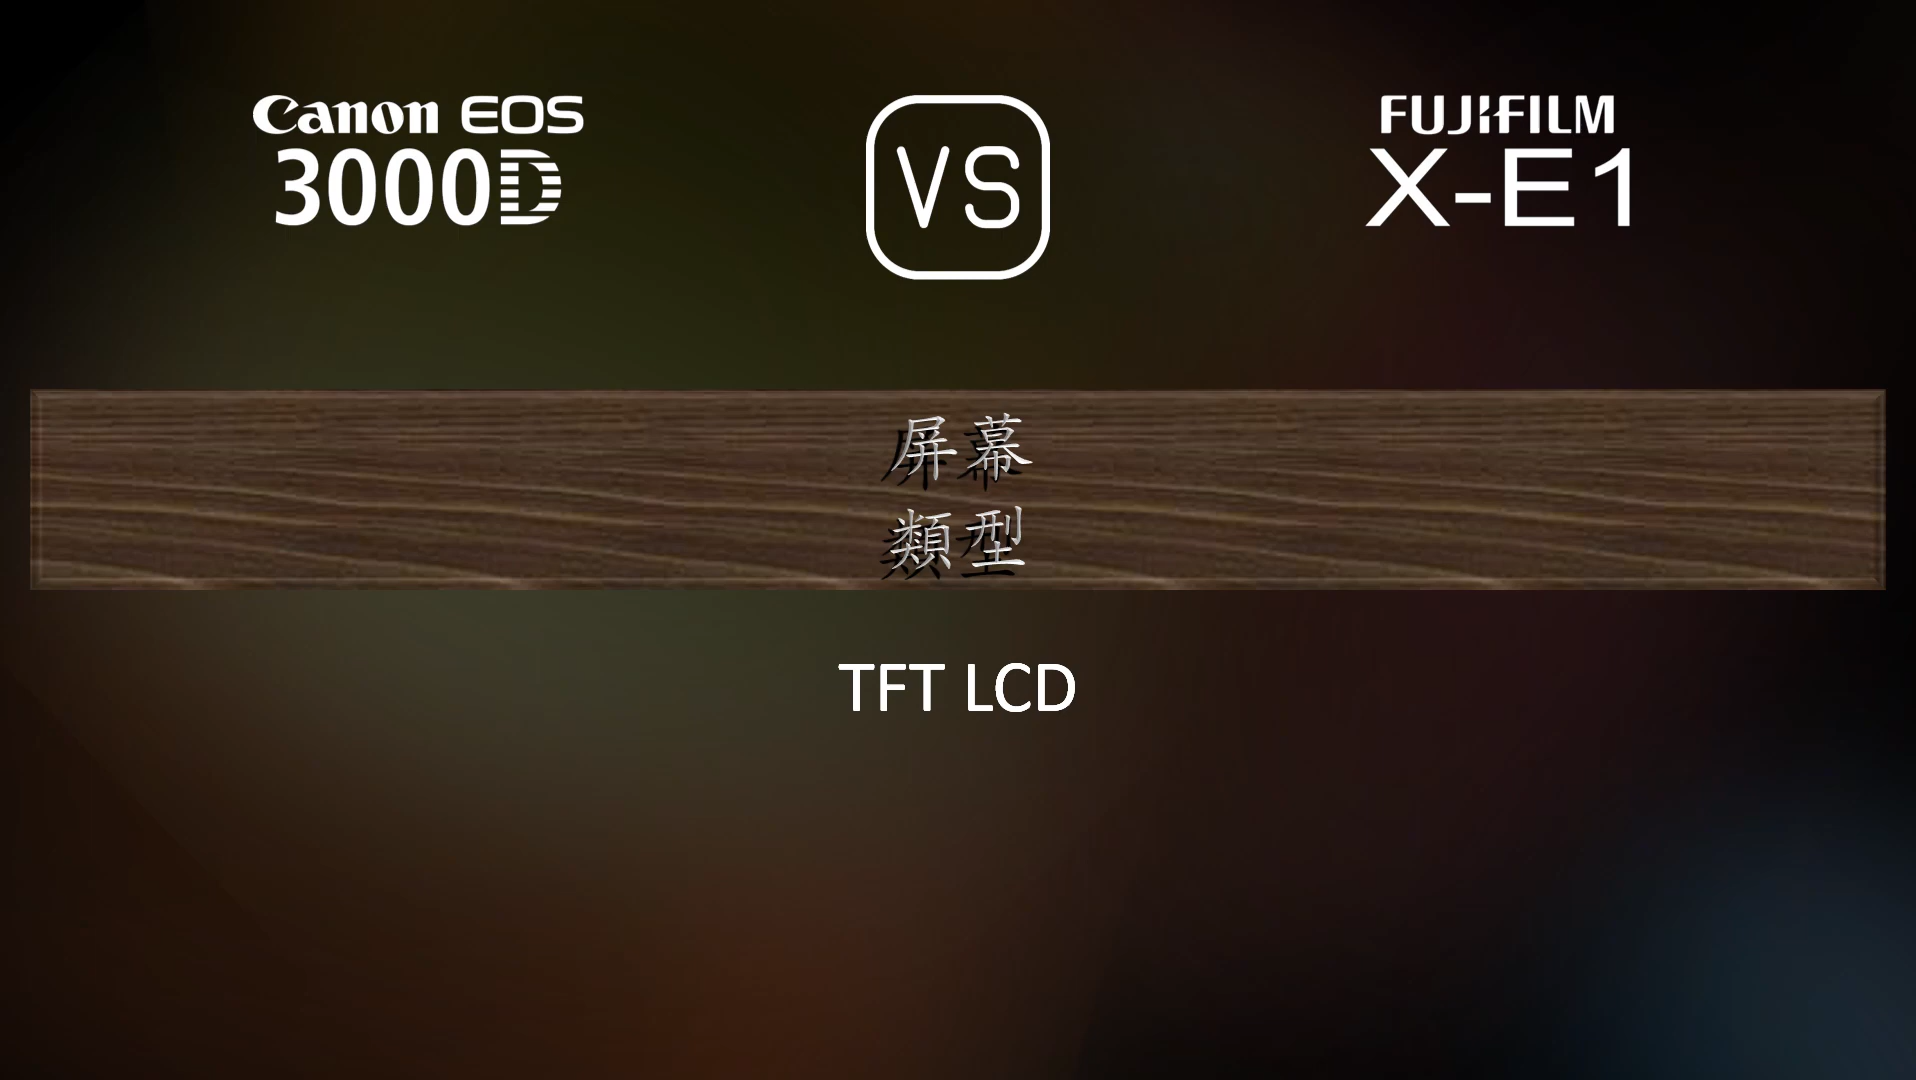 Canon EOS
3000D
VS
FUJIFILM
X-E1
屏幕
類型
TFT LCD